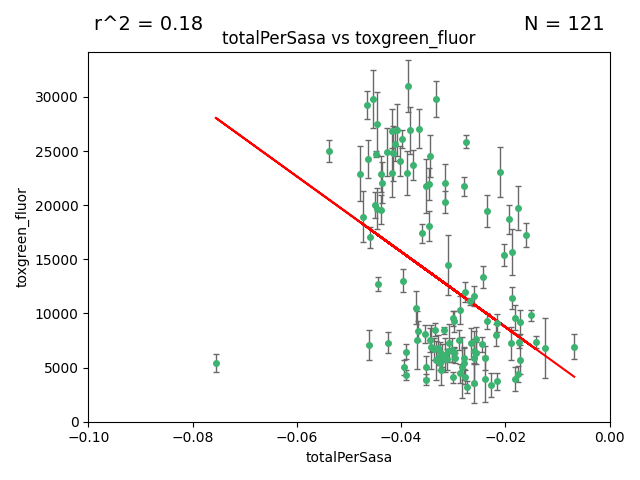 r^2 = 0.18
N = 121
totalPerSasa vs toxgreen_fluor
30000
25000
20000
15000
10000
5000
0
toxgreen_fluor
−0.10
−0.08
−0.06
−0.04
−0.02
0.00
totalPerSasa